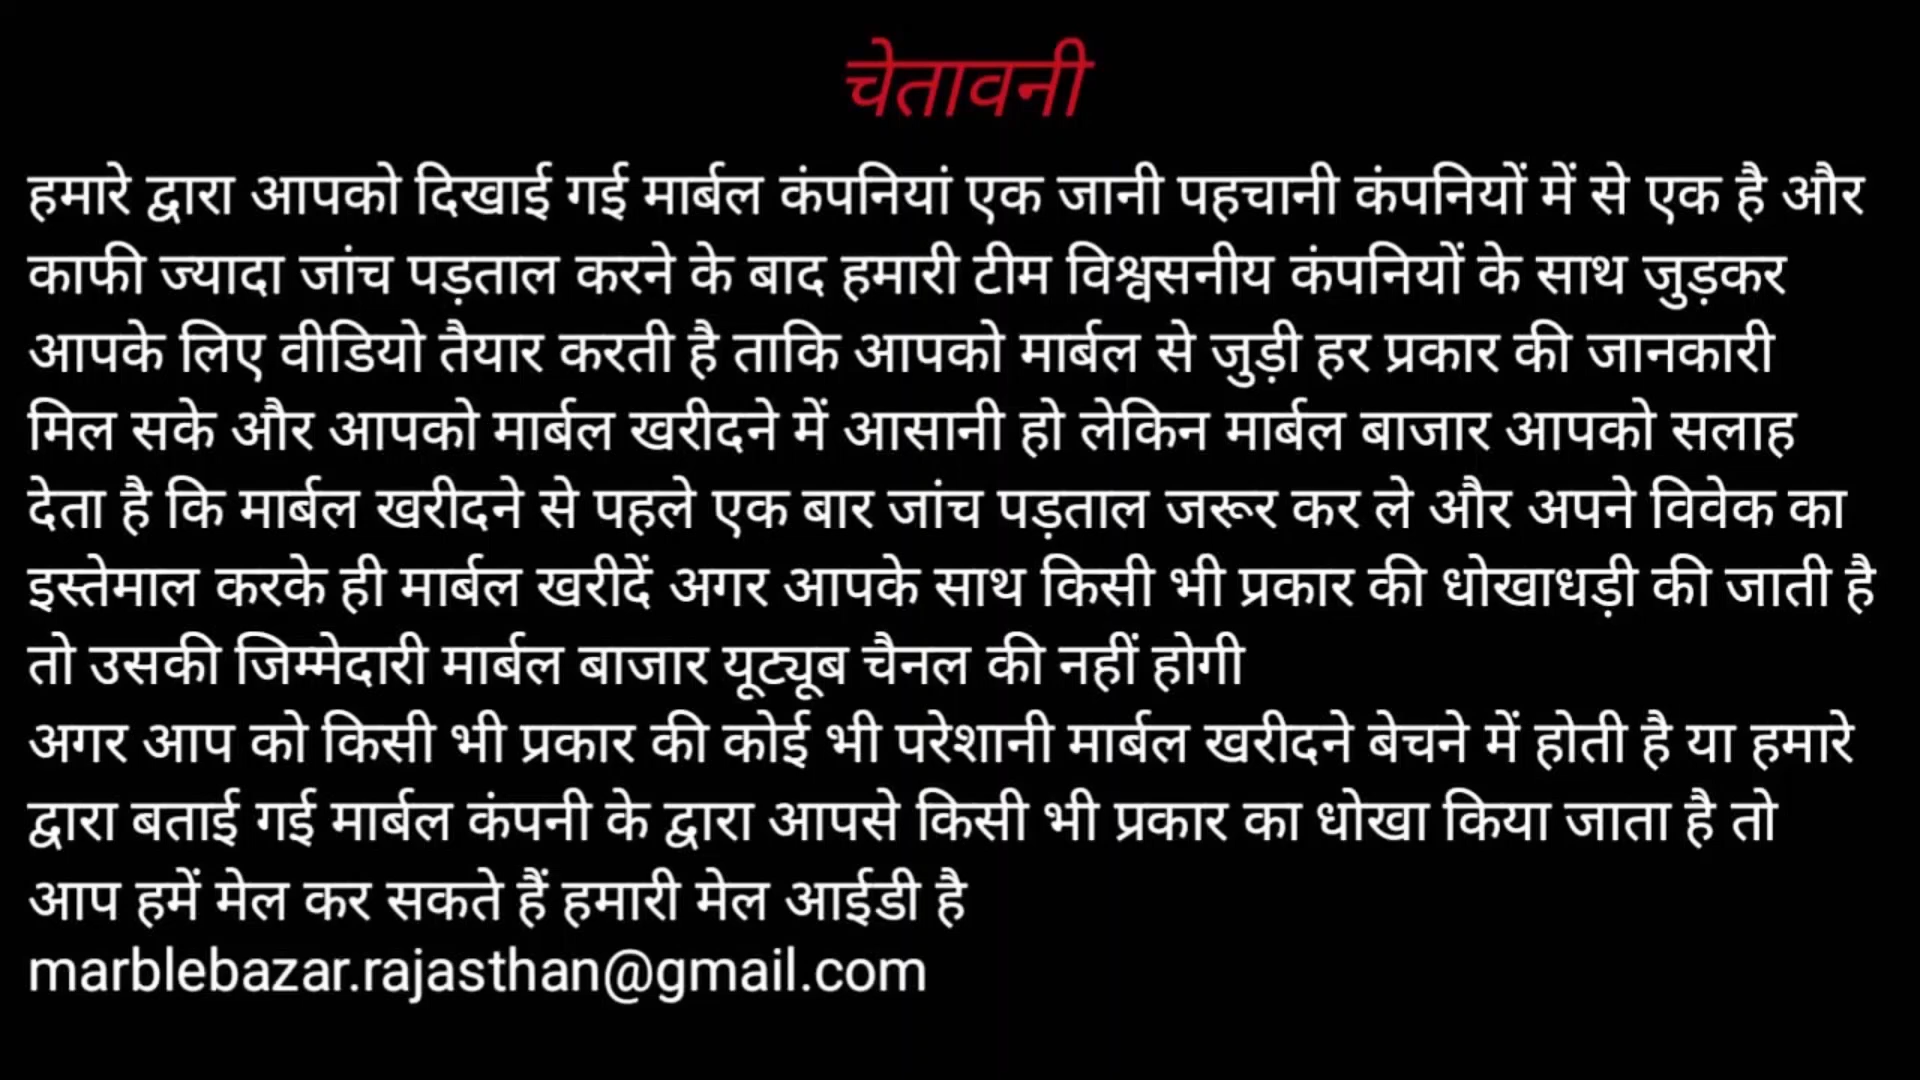 चेतावनी
हमारे द्वारा आपको दिखाई गई मार्बल कंपनियां एक जानी पहचानी कंपनियों में से एक है और
काफी ज्यादा जांच पड़ताल करने के बाद हमारी टीम विश्वसनीय कंपनियों के साथ जुड़कर
आपके लिए वीडियो तैयार करती है ताकि आपको मार्बल से जुड़ी हर प्रकार की जानकारी
मिल सके और आपको मार्बल खरीदने में आसानी हो लेकिन मार्बल बाजार आपको सलाह
देता है कि मार्बल खरीदने से पहले एक बार जांच पड़ताल जरूर कर ले और अपने विवेक का
इस्तेमाल करके ही मार्बल खरीदें अगर आपके साथ किसी भी प्रकार की धोखाधड़ी की जाती है
तो उसकी जिम्मेदारी मार्बल बाजार यूट्यूब चैनल की नहीं होगी
अगर आप को किसी भी प्रकार की कोई भी परेशानी मार्बल खरीदने बेचने में होती है या हमारे
द्वारा बताई गई मार्बल कंपनी के द्वारा आपसे किसी भी प्रकार का धोखा किया जाता है तो
आप हमें मेल कर सकते हैं हमारी मेल आईडी है
marblebazar.rajasthan@gmail.com